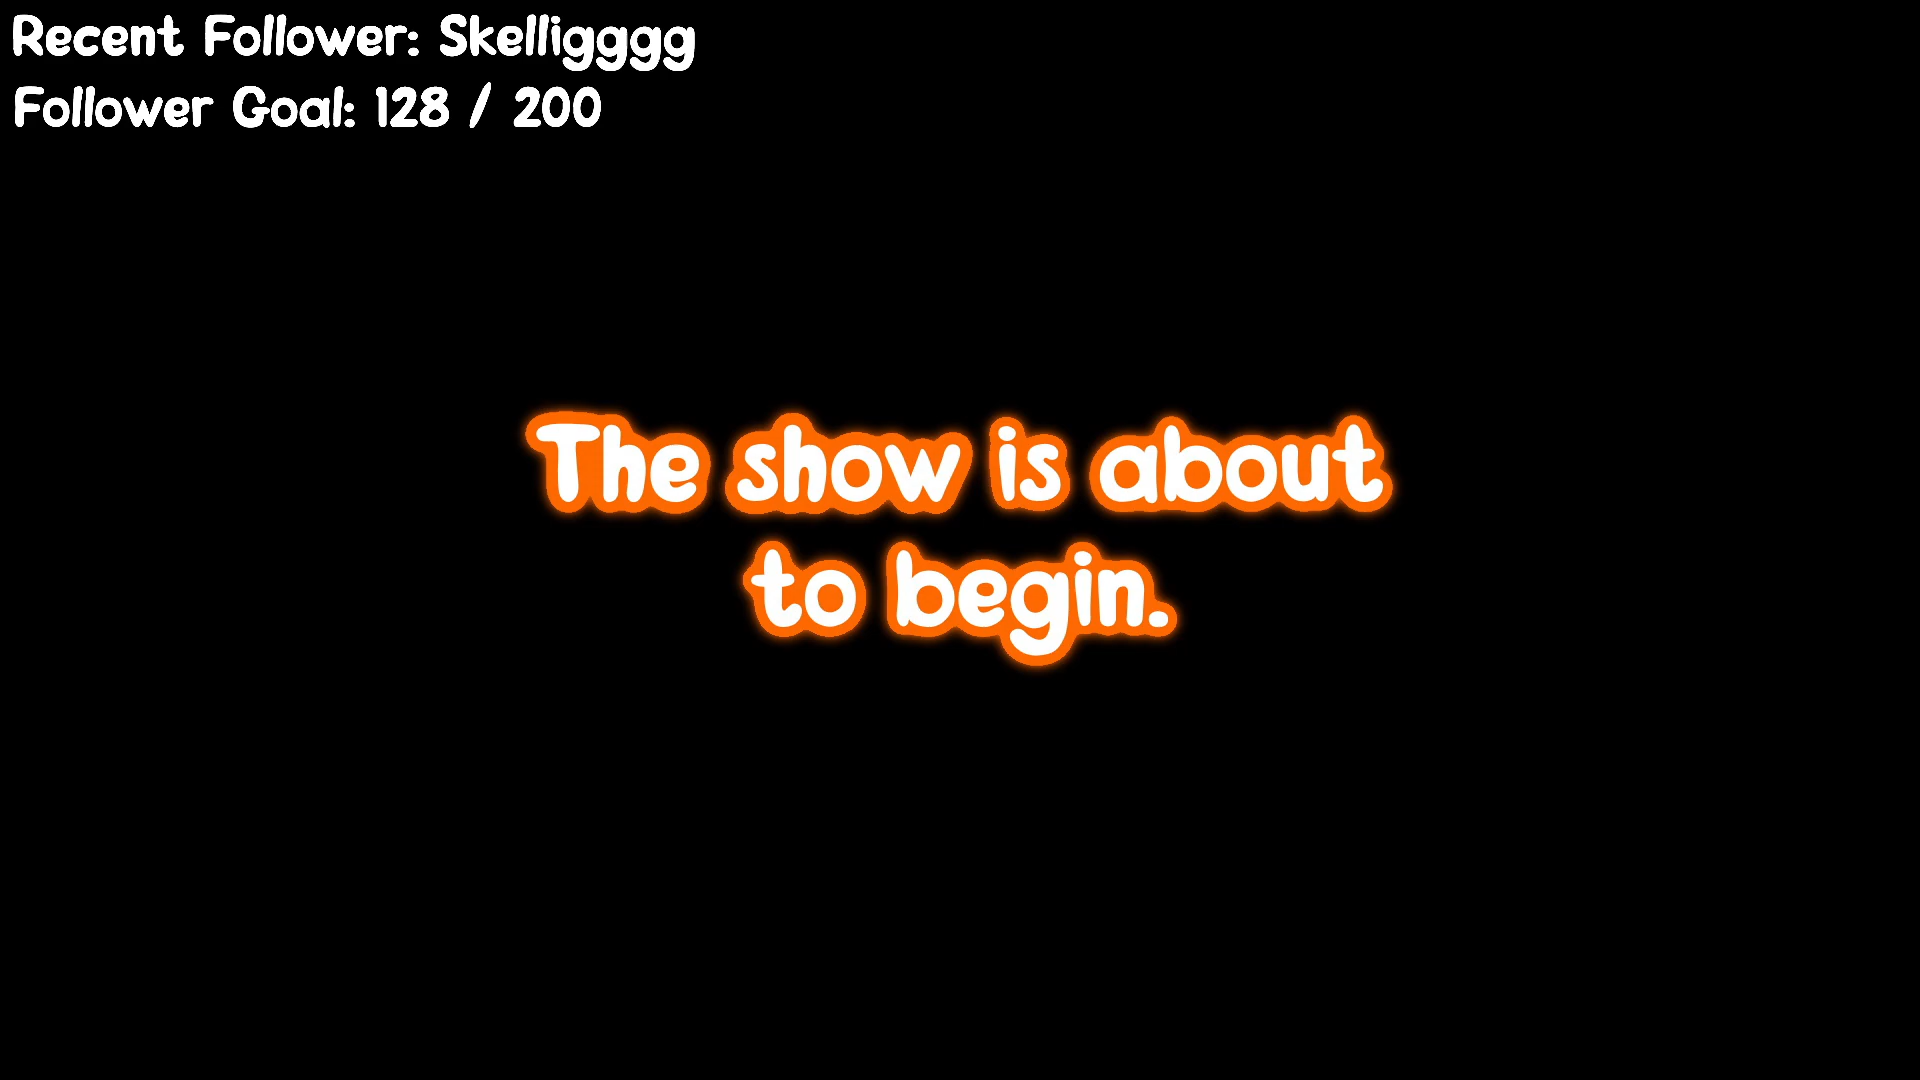 Recent Follower: Skelligggg
Follower Goal: 128 / 200
The show is about
to begin.